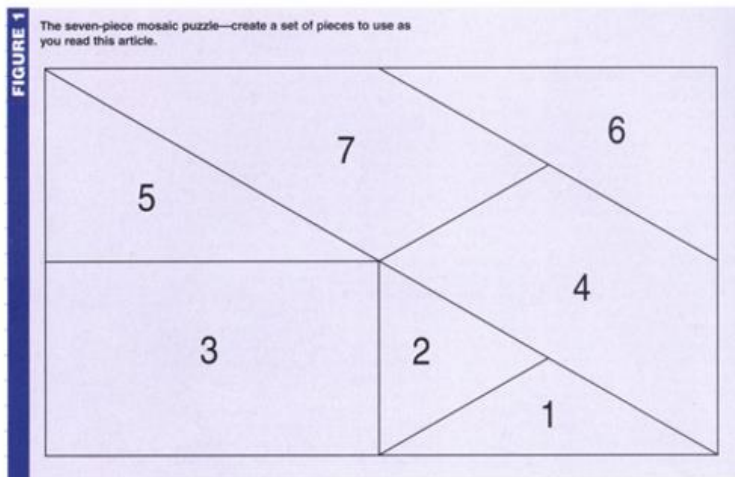 FIGURE 1
The seven-piece mosaic puzzle—create a set of pieces to use as
you read this article.
7
6
5
4
3
2
1